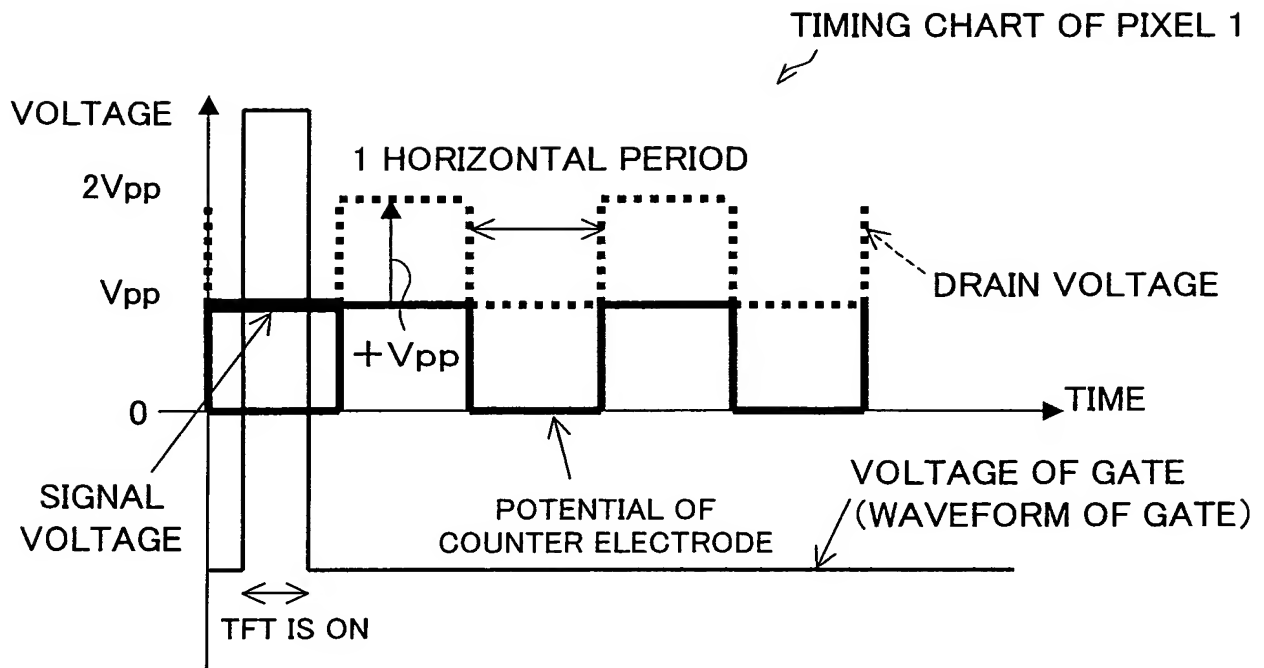 TIMING CHART OF PIXEL 1
VOLTAGE
1 HORIZONTAL PERIOD
2Vpp
Vpp
DRAIN VOLTAGE
+Vpp
0
TIME
SIGNAL
VOLTAGE
POTENTIAL OF
COUNTER ELECTRODE
VOLTAGE OF GATE
(WAVEFORM OF GATE)
TFT IS ON